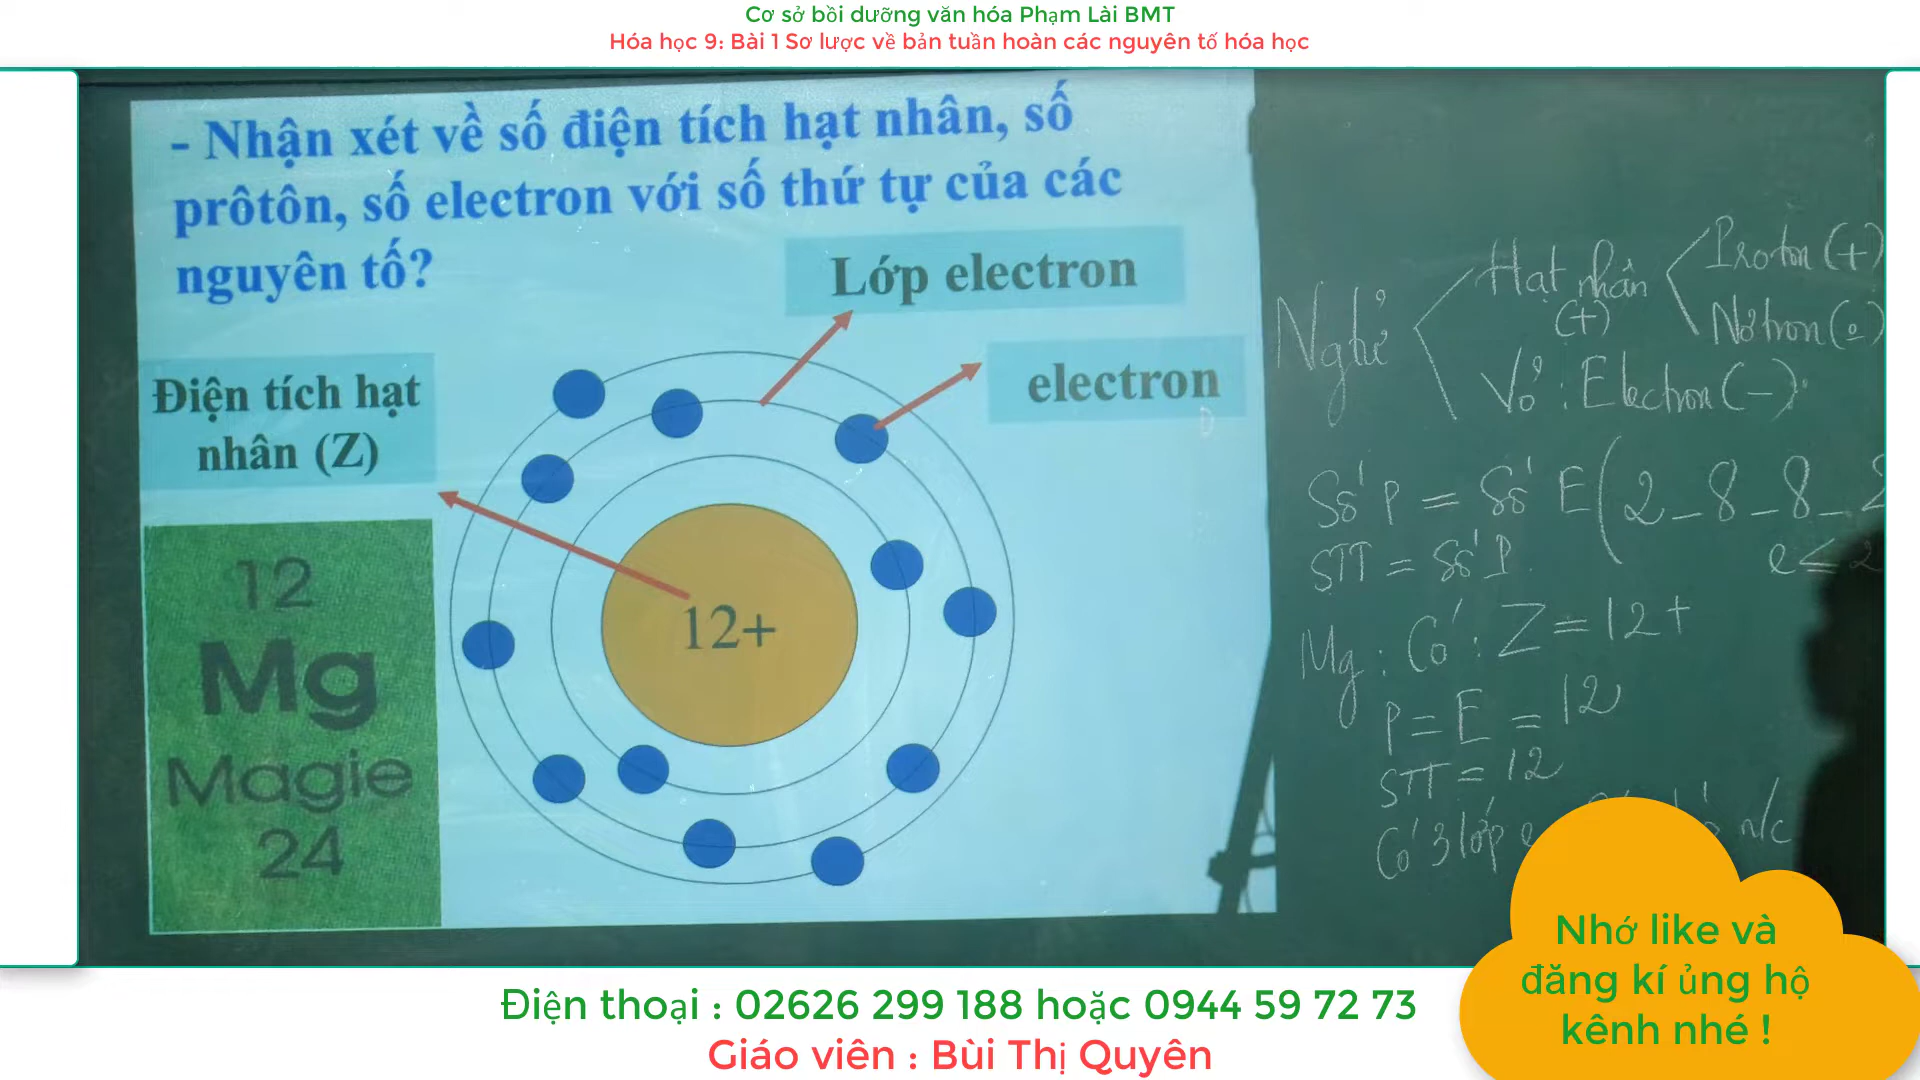 Cơ sở bồi dưỡng văn hóa Phạm Lài BMT
Hóa học 9: Bài 1 Sơ lược về bản tuần hoàn các nguyên tố hóa học
- Nhận xét về số điện tích hạt nhân, số
prôtôn, số electron với số thứ tự của các
nguyên tố?
Lớp electron
electron
Điện tích hạt
nhân (Z)
12+
12
Mg
Magie
24
Hạt nhân
(+)
Proton (+)
Nơtron (o)
Ngtử
Vỏ : Electron (-)
Số P = Số E (2 - 8 - 8 -
STT = Số P.
e ≤
Mg : Có : Z = 12+
P = E = 12
STT = 12
Có 3 lớp e
n/c
Nhớ like và
đăng kí ủng hộ
kênh nhé !
Điện thoại : 02626 299 188 hoặc 0944 59 72 73
Giáo viên : Bùi Thị Quyên